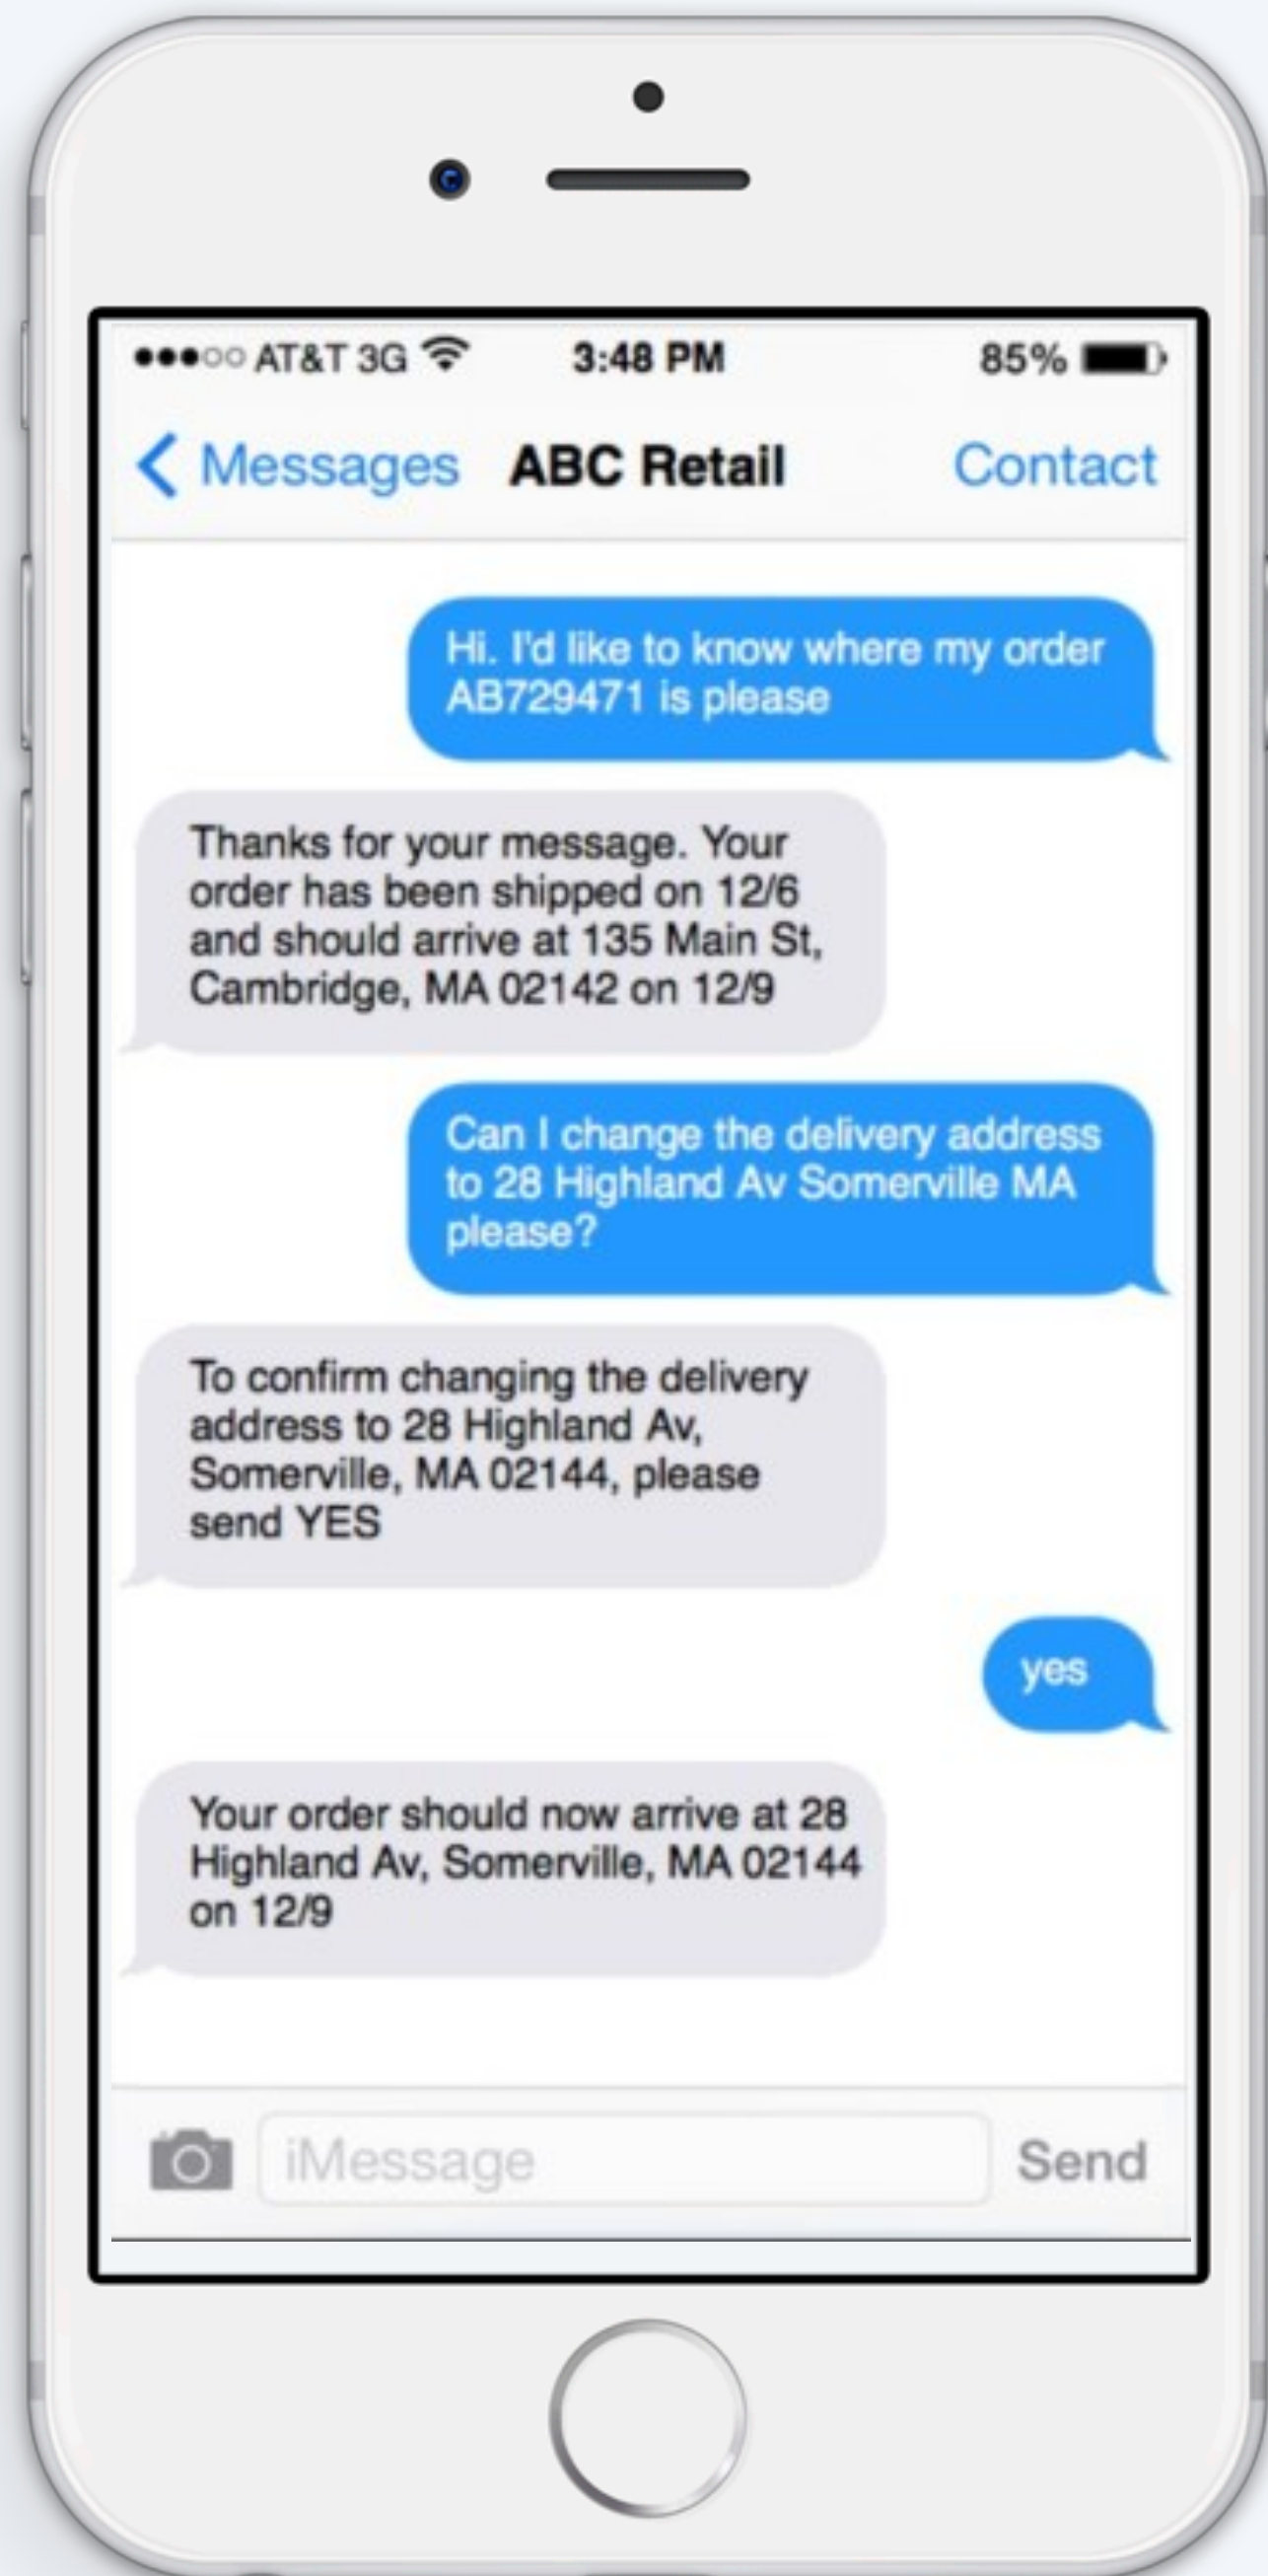 ●●●○○ AT&T 3G 3:48 PM 85%
Messages ABC Retail Contact
Hi. I'd like to know where my order
AB729471 is please
Thanks for your message. Your
order has been shipped on 12/6
and should arrive at 135 Main St,
Cambridge, MA 02142 on 12/9
Can I change the delivery address
to 28 Highland Av Somerville MA
please?
To confirm changing the delivery
address to 28 Highland Av,
Somerville, MA 02144, please
send YES
yes
Your order should now arrive at 28
Highland Av, Somerville, MA 02144
on 12/9
iMessage Send